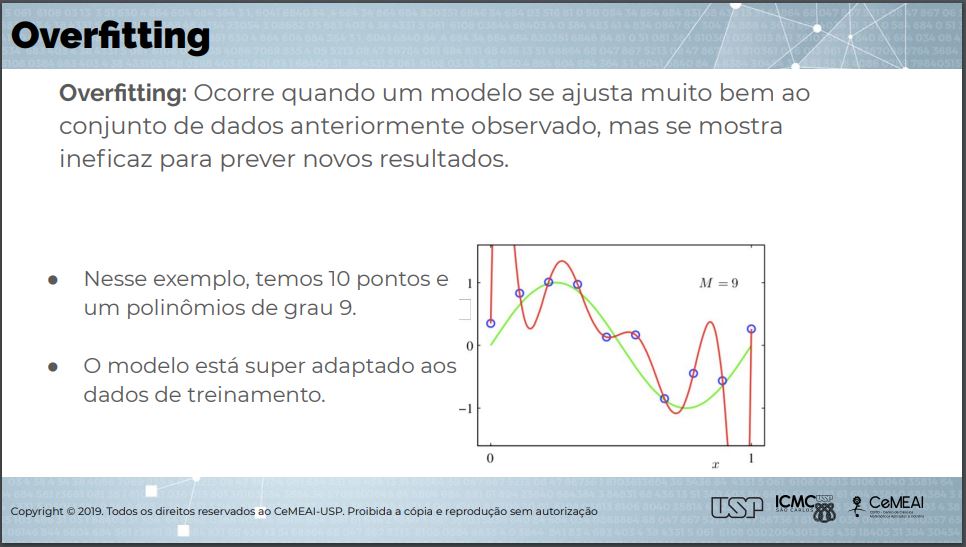 Overfitting
Overfitting: Ocorre quando um modelo se ajusta muito bem ao
conjunto de dados anteriormente observado, mas se mostra
ineficaz para prever novos resultados.
● Nesse exemplo, temos 10 pontos e
um polinômios de grau 9.
● O modelo está super adaptado aos
dados de treinamento.
M = 9
1
0
−1
0
x
1
Copyright © 2019. Todos os direitos reservados ao CeMEAI-USP. Proibida a cópia e reprodução sem autorização
USP
ICMC USP
SÃO CARLOS
CeMEAI